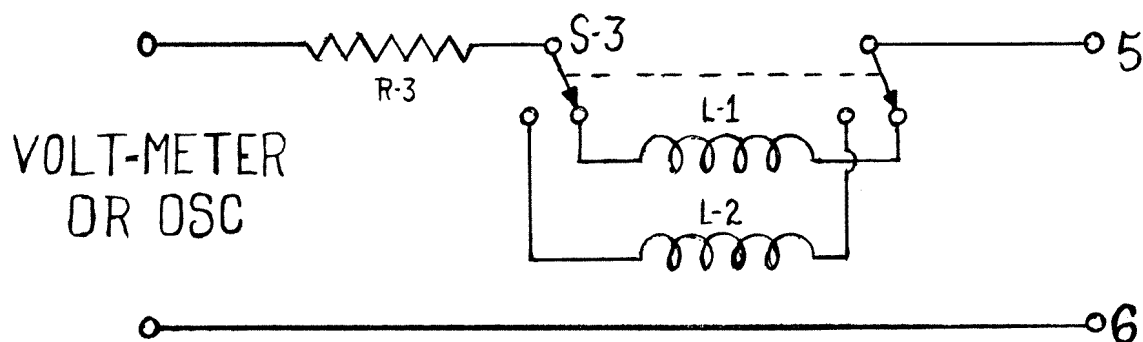 S-3
5
R-3
L-1
VOLT-METER
OR OSC
L-2
6